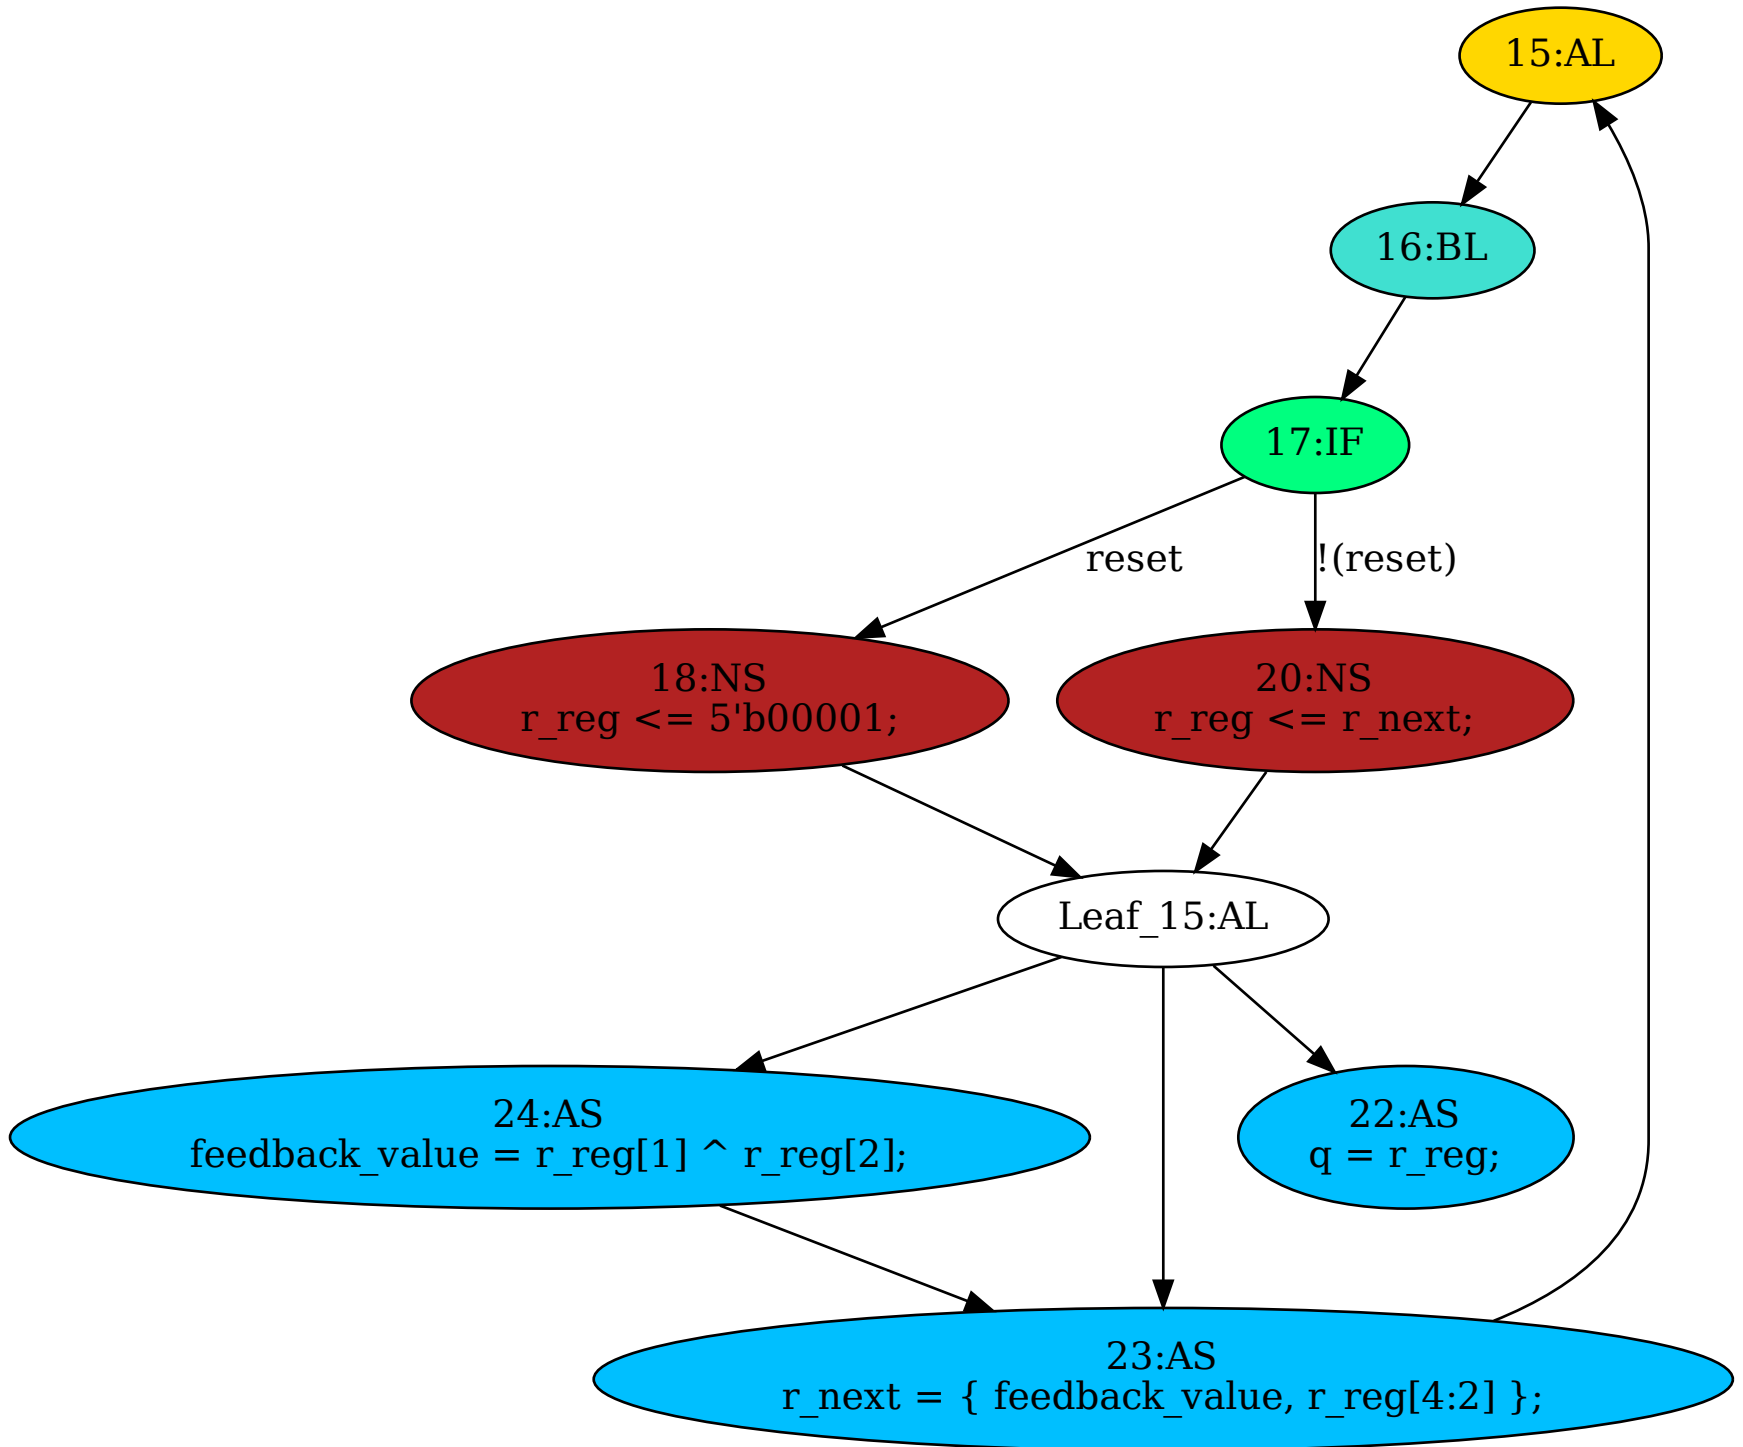 15:AL
16:BL
17:IF
reset
!(reset)
18:NS
r_reg <= 5'b00001;
20:NS
r_reg <= r_next;
Leaf_15:AL
24:AS
feedback_value = r_reg[1] ^ r_reg[2];
22:AS
q = r_reg;
23:AS
r_next = { feedback_value, r_reg[4:2] };